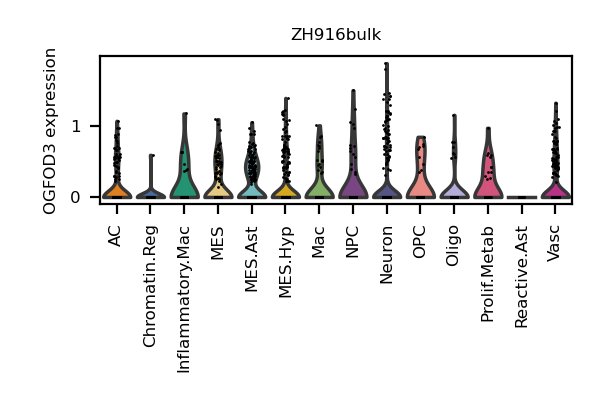 ZH916bulk
OGFOD3 expression
1
0
AC
Chromatin.Reg
Inflammatory.Mac
MES
MES.Ast
MES.Hyp
Mac
NPC
Neuron
OPC
Oligo
Prolif.Metab
Reactive.Ast
Vasc